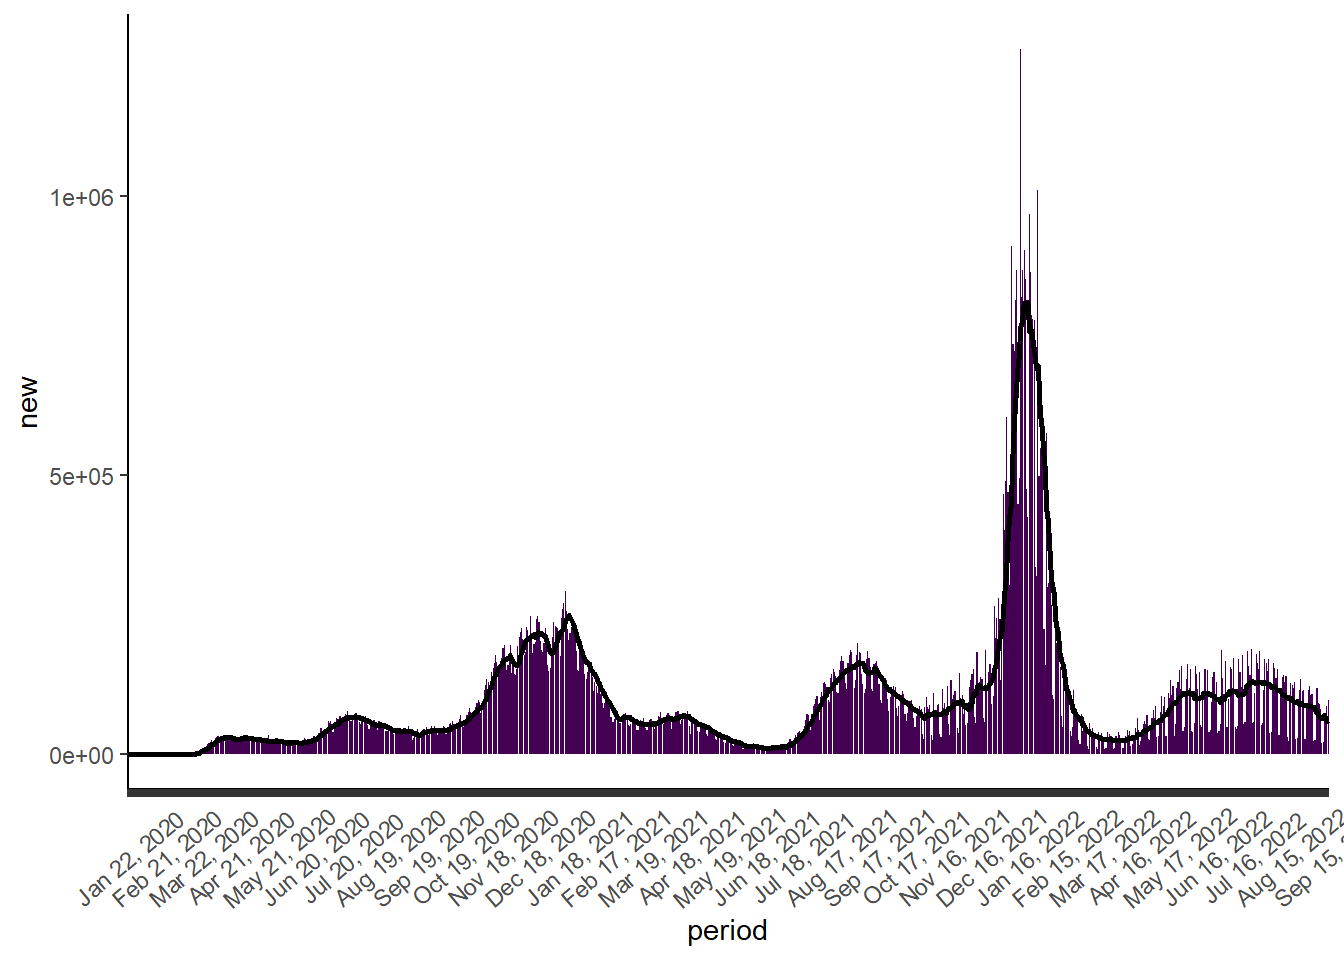 new
1e+06
5e+05
0e+00
Jan 22, 2020
Feb 21, 2020
Mar 22, 2020
Apr 21, 2020
May 21, 2020
Jun 20, 2020
Jul 20, 2020
Aug 19, 2020
Sep 19, 2020
Oct 19, 2020
Nov 18, 2020
Dec 18, 2020
Jan 18, 2021
Feb 17, 2021
Mar 19, 2021
Apr 18, 2021
May 19, 2021
Jun 18, 2021
Jul 18, 2021
Aug 17, 2021
Sep 17, 2021
Oct 17, 2021
Nov 16, 2021
Dec 16, 2021
Jan 16, 2022
Feb 15, 2022
Mar 17, 2022
Apr 16, 2022
May 17, 2022
Jun 16, 2022
Jul 16, 2022
Aug 15, 2022
Sep 15, 2
period